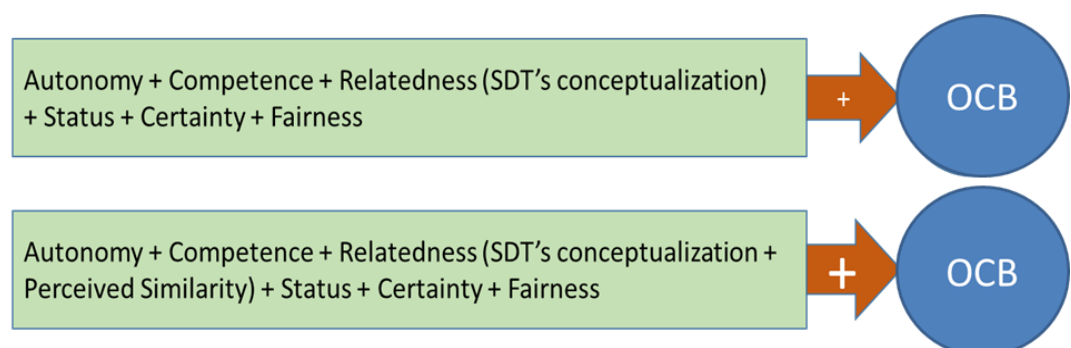 Autonomy + Competence + Relatedness (SDT’s conceptualization)
+ Status + Certainty + Fairness
+
OCB
Autonomy + Competence + Relatedness (SDT’s conceptualization +
Perceived Similarity) + Status + Certainty + Fairness
+
OCB